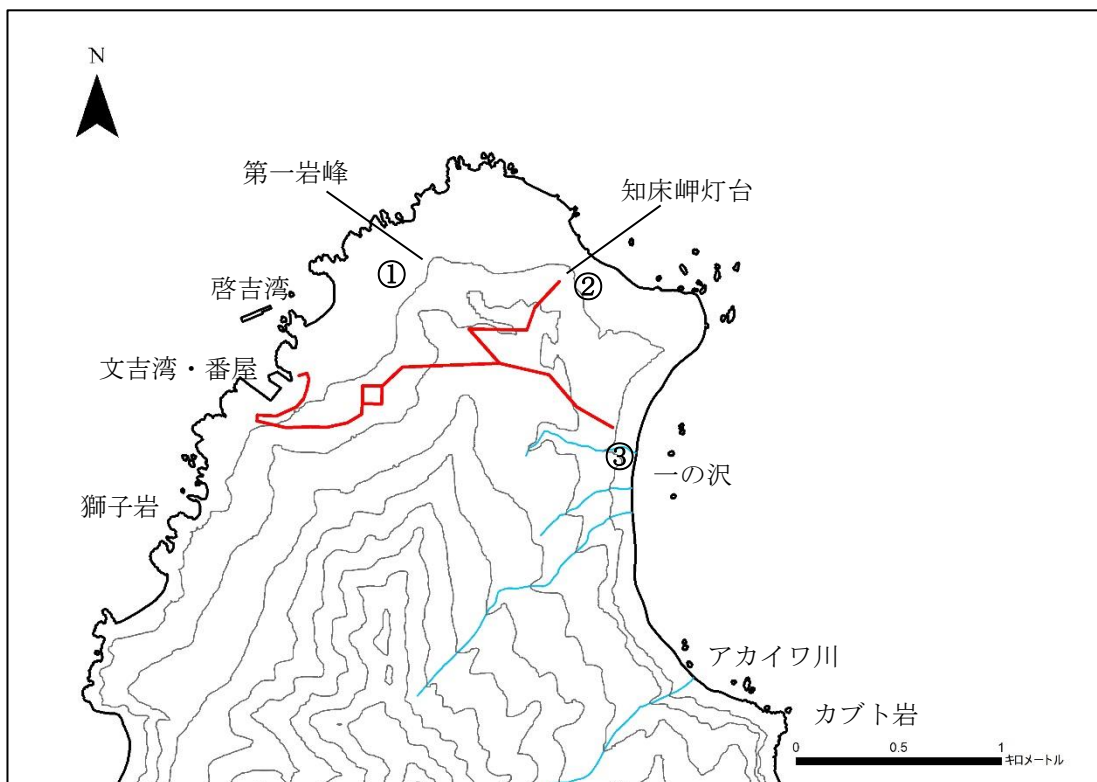 N
第一岩峰
知床岬灯台
①
②
啓吉湾
文吉湾・番屋
③
一の沢
獅子岩
アカイワ川
カブト岩
0 0.5 1
キロメートル